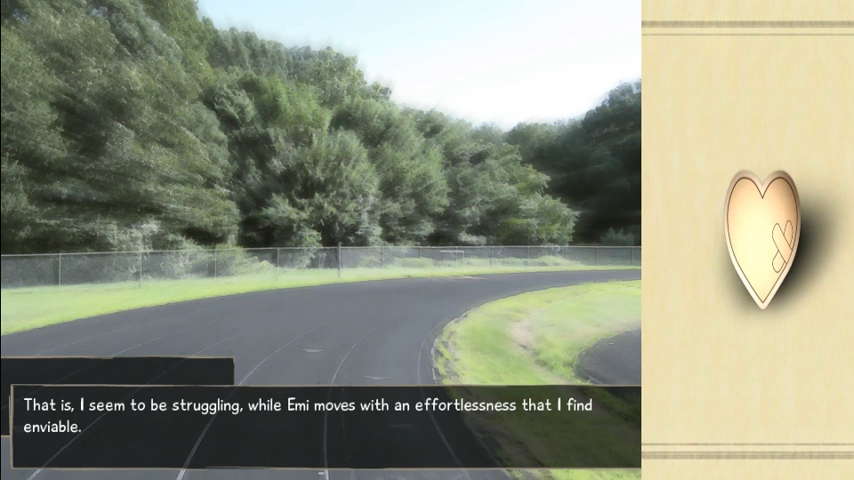 That is, I seem to be struggling, while Emi moves with an effortlessness that I find
enviable.